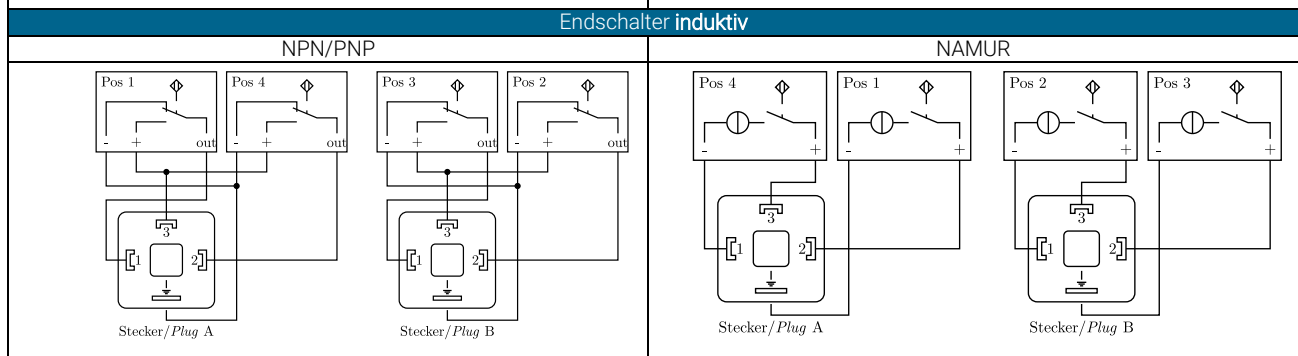 Endschalter induktiv
NPN/PNP
NAMUR
Pos 1
Pos 4
Pos 3
Pos 2
Pos 4
Pos 1
Pos 2
Pos 3
- + out
- + out
- + out
- + out
- +
- +
- +
- +
3
1 2
3
1 2
3
1 2
3
1 2
Stecker/Plug A
Stecker/Plug B
Stecker/Plug A
Stecker/Plug B